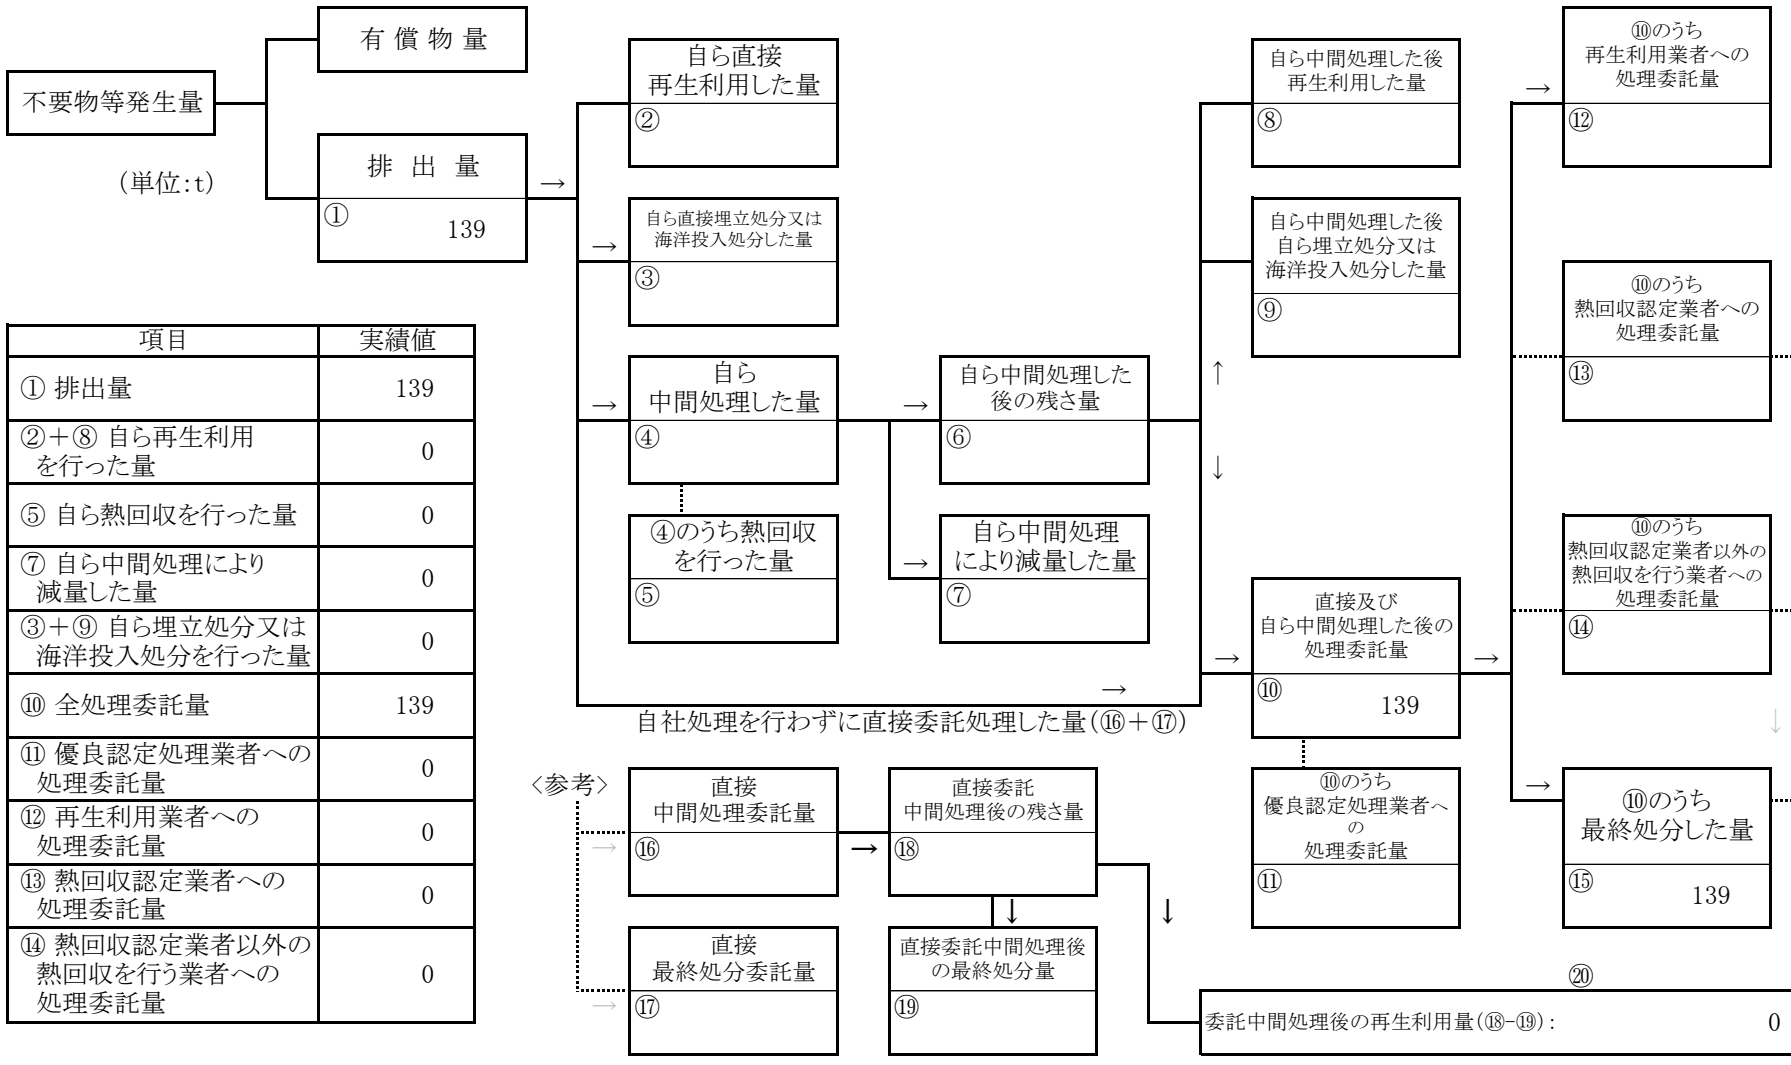 不要物等発生量
(単位:t)
有 償 物 量
排 出 量
①
139
→
自ら直接
再生利用した量
②
自ら直接埋立処分又は
海洋投入処分した量
→
③
自ら
中間処理した量
→
④
④のうち熱回収
を行った量
⑤
自ら中間処理した
後の残さ量
→
⑥
自ら中間処理
により減量した量
→
⑦
自ら中間処理した後
再生利用した量
⑧
自ら中間処理した後
自ら埋立処分又は
海洋投入処分した量
⑨
↑
↓
直接及び
自ら中間処理した後の
処理委託量
→
⑩
139
→
→
自社処理を行わずに直接委託処理した量(⑯+⑰)
⑩のうち
優良認定処理業者へ
の
処理委託量
⑪
→
⑩のうち
再生利用業者への
処理委託量
⑫
⑩のうち
熱回収認定業者への
処理委託量
⑬
⑩のうち
熱回収認定業者以外の
熱回収を行う業者への
処理委託量
⑭
↓
→
⑩のうち
最終処分した量
⑮
139
項目 実績値
① 排出量 139
②+⑧ 自ら再生利用
を行った量 0
⑤ 自ら熱回収を行った量 0
⑦ 自ら中間処理により
減量した量 0
③+⑨ 自ら埋立処分又は
海洋投入処分を行った量 0
⑩ 全処理委託量 139
⑪ 優良認定処理業者への
処理委託量 0
⑫ 再生利用業者への
処理委託量 0
⑬ 熱回収認定業者への
処理委託量 0
⑭ 熱回収認定業者以外の
熱回収を行う業者への
処理委託量 0
〈参考〉
直接
中間処理委託量
→
⑯
直接
最終処分委託量
→
⑰
直接委託
中間処理後の残さ量
→
⑱
↓
↓
直接委託中間処理後
の最終処分量
⑲
⑳
委託中間処理後の再生利用量(⑱-⑲): 0